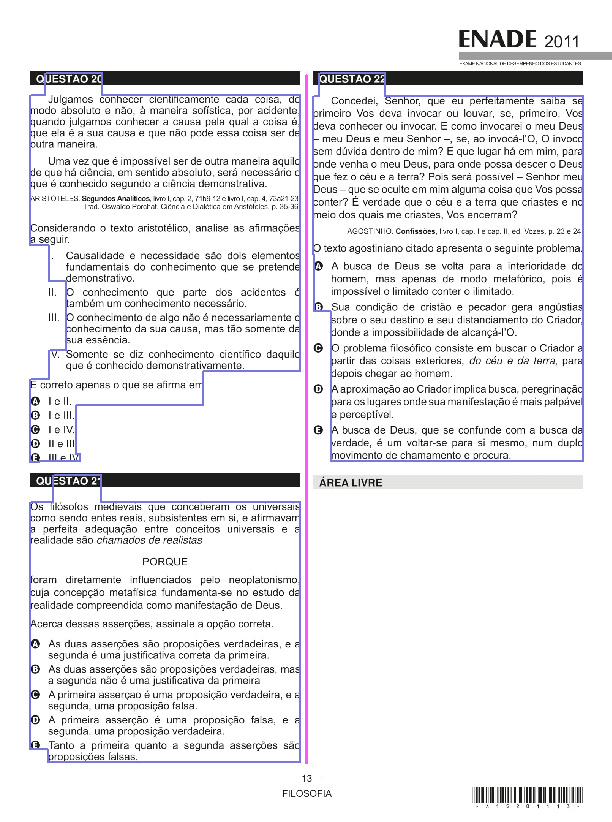 ENADE 2011
EXAME NACIONAL DE DESEMPENHO DOS ESTUDANTES
QUESTÃO 20
Julgamos conhecer cientificamente cada coisa, de
modo absoluto e não, à maneira sofística, por acidente,
quando julgamos conhecer a causa pela qual a coisa é,
que ela é a sua causa e que não pode essa coisa ser de
outra maneira.
Uma vez que é impossível ser de outra maneira aquilo
de que há ciência, em sentido absoluto, será necessário o
que é conhecido segundo a ciência demonstrativa.
ARISTÓTELES. Segundos Analíticos, livro I, cap. 2, 71b9-12 e livro I, cap. 4, 73a21-23.
Trad. Oswaldo Porchat. Ciência e Dialética em Aristóteles. p. 35-36.
Considerando o texto aristotélico, analise as afirmações
a seguir.
I. Causalidade e necessidade são dois elementos
fundamentais do conhecimento que se pretende
demonstrativo.
II. O conhecimento que parte dos acidentes é
também um conhecimento necessário.
III. O conhecimento de algo não é necessariamente o
conhecimento da sua causa, mas tão somente da
sua essência.
IV. Somente se diz conhecimento científico daquilo
que é conhecido demonstrativamente.
É correto apenas o que se afirma em
A I e II.
B I e III.
C I e IV.
D II e III.
E III e IV.
QUESTÃO 21
Os filósofos medievais que conceberam os universais
como sendo entes reais, subsistentes em si, e afirmavam
a perfeita adequação entre conceitos universais e a
realidade são chamados de realistas
PORQUE
foram diretamente influenciados pelo neoplatonismo,
cuja concepção metafísica fundamenta-se no estudo da
realidade compreendida como manifestação de Deus.
Acerca dessas asserções, assinale a opção correta.
A As duas asserções são proposições verdadeiras, e a
segunda é uma justificativa correta da primeira.
B As duas asserções são proposições verdadeiras, mas
a segunda não é uma justificativa da primeira
C A primeira asserção é uma proposição verdadeira, e a
segunda, uma proposição falsa.
D A primeira asserção é uma proposição falsa, e a
segunda, uma proposição verdadeira.
E Tanto a primeira quanto a segunda asserções são
proposições falsas.
QUESTÃO 22
Concedei, Senhor, que eu perfeitamente saiba se
primeiro Vos deva invocar ou louvar, se, primeiro, Vos
deva conhecer ou invocar. E como invocarei o meu Deus
– meu Deus e meu Senhor –, se, ao invocá-l’O, O invoco
sem dúvida dentro de mim? E que lugar há em mim, para
onde venha o meu Deus, para onde possa descer o Deus
que fez o céu e a terra? Pois será possível – Senhor meu
Deus – que se oculte em mim alguma coisa que Vos possa
conter? É verdade que o céu e a terra que criastes e no
meio dos quais me criastes, Vos encerram?
AGOSTINHO. Confissões, livro I, cap. I e cap. II, ed. Vozes, p. 23 e 24.
O texto agostiniano citado apresenta o seguinte problema.
A A busca de Deus se volta para a interioridade do
homem, mas apenas de modo metafórico, pois é
impossível o limitado conter o ilimitado.
B Sua condição de cristão e pecador gera angústias
sobre o seu destino e seu distanciamento do Criador,
donde a impossibilidade de alcançá-l’O.
C O problema filosófico consiste em buscar o Criador a
partir das coisas exteriores, do céu e da terra, para
depois chegar ao homem.
D A aproximação ao Criador implica busca, peregrinação
para os lugares onde sua manifestação é mais palpável
e perceptível.
E A busca de Deus, que se confunde com a busca da
verdade, é um voltar-se para si mesmo, num duplo
movimento de chamamento e procura.
ÁREA LIVRE
13
FILOSOFIA